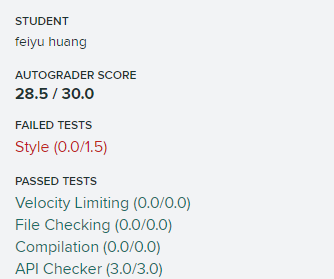 STUDENT
feiyu huang
AUTOGRADER SCORE
28.5 / 30.0
FAILED TESTS
Style (0.0/1.5)
PASSED TESTS
Velocity Limiting (0.0/0.0)
File Checking (0.0/0.0)
Compilation (0.0/0.0)
API Checker (3.0/3.0)